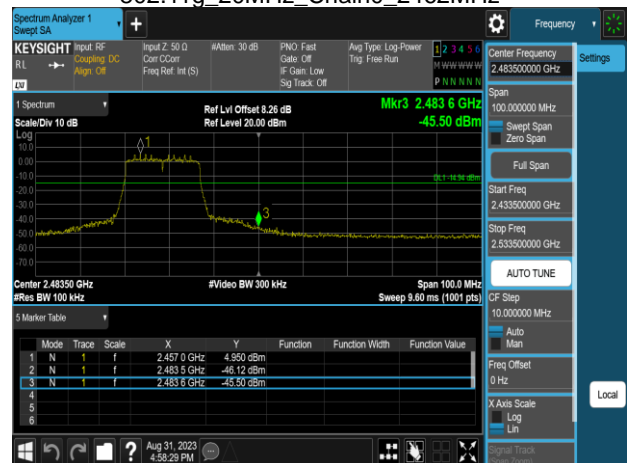 802.11g_20MHz_Chain0_2462MHz
Spectrum Analyzer 1
Swept SA
+
Frequency
KEYSIGHT
RL
LXI
Input: RF
Coupling: DC
Align: Off
Input Z: 50 Ω
Corr CCorr
Freq Ref: Int (S)
#Atten: 30 dB
PNO: Fast
Gate: Off
IF Gain: Low
Sig Track: Off
Avg Type: Log-Power
Trig: Free Run
1 2 3 4 5 6
M W W W W W
P N N N N N
Center Frequency
2.483500000 GHz
Settings
Span
100.000000 MHz
Swept Span
Zero Span
Full Span
Start Freq
2.433500000 GHz
Stop Freq
2.533500000 GHz
AUTO TUNE
CF Step
10.000000 MHz
Auto
Man
Freq Offset
0 Hz
X Axis Scale
Log
Lin
Signal Track
(Span Zoom)
Local
1 Spectrum
Scale/Div 10 dB
Ref Lvl Offset 8.26 dB
Ref Level 20.00 dBm
Mkr3 2.483 6 GHz
-45.50 dBm
Log
10.0
0.00
-10.0
-20.0
-30.0
-40.0
-50.0
-60.0
-70.0
1
3
DL1 -14.94 dBm
Center 2.48350 GHz
#Res BW 100 kHz
#Video BW 300 kHz
Span 100.0 MHz
Sweep 9.60 ms (1001 pts)
5 Marker Table
Mode Trace Scale X Y Function Function Width Function Value
1 N 1 f 2.457 0 GHz 4.950 dBm
2 N 1 f 2.483 5 GHz -46.12 dBm
3 N 1 f 2.483 6 GHz -45.50 dBm
4
5
6
?
Aug 31, 2023
4:58:29 PM